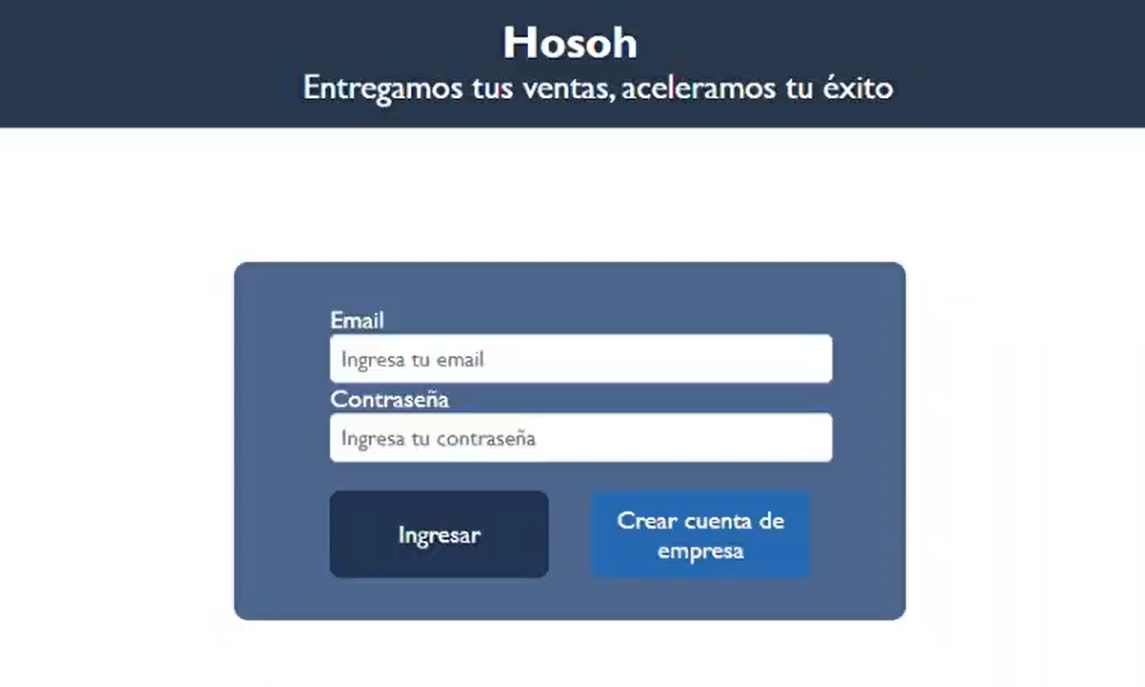 Hosoh
Entregamos tus ventas, aceleramos tu éxito
Email
Ingresa tu email
Contraseña
Ingresa tu contraseña
Ingresar
Crear cuenta de
empresa